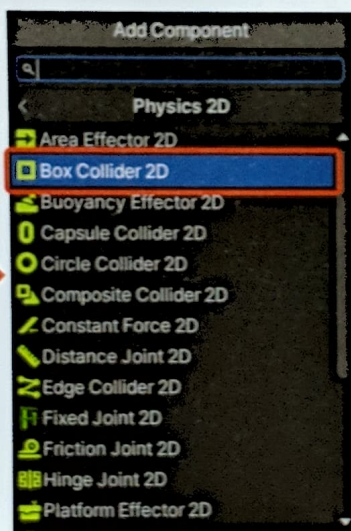 Add Component
Physics 2D
Area Effector 2D
Box Collider 2D
Buoyancy Effector 2D
Capsule Collider 2D
Circle Collider 2D
Composite Collider 2D
Constant Force 2D
Distance Joint 2D
Edge Collider 2D
Fixed Joint 2D
Friction Joint 2D
Hinge Joint 2D
Platform Effector 2D